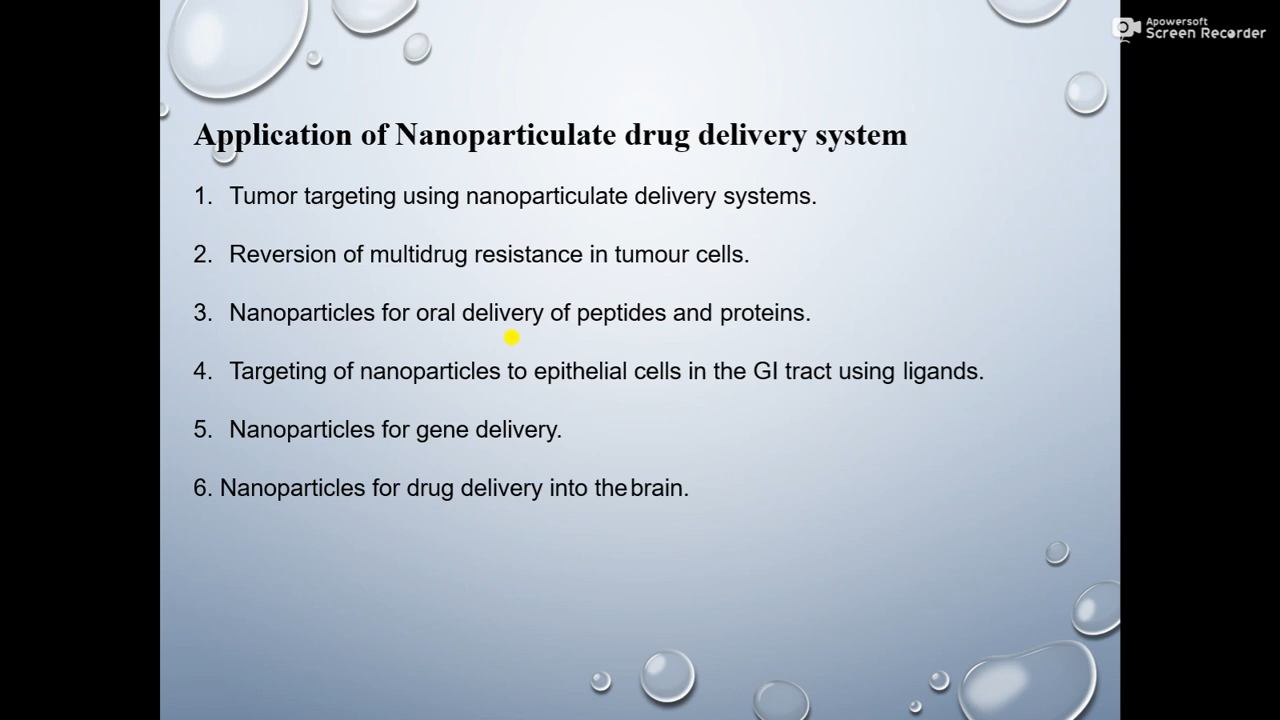 Apowersoft
Screen Recorder
Application of Nanoparticulate drug delivery system
1. Tumor targeting using nanoparticulate delivery systems.
2. Reversion of multidrug resistance in tumour cells.
3. Nanoparticles for oral delivery of peptides and proteins.
4. Targeting of nanoparticles to epithelial cells in the GI tract using ligands.
5. Nanoparticles for gene delivery.
6. Nanoparticles for drug delivery into the brain.